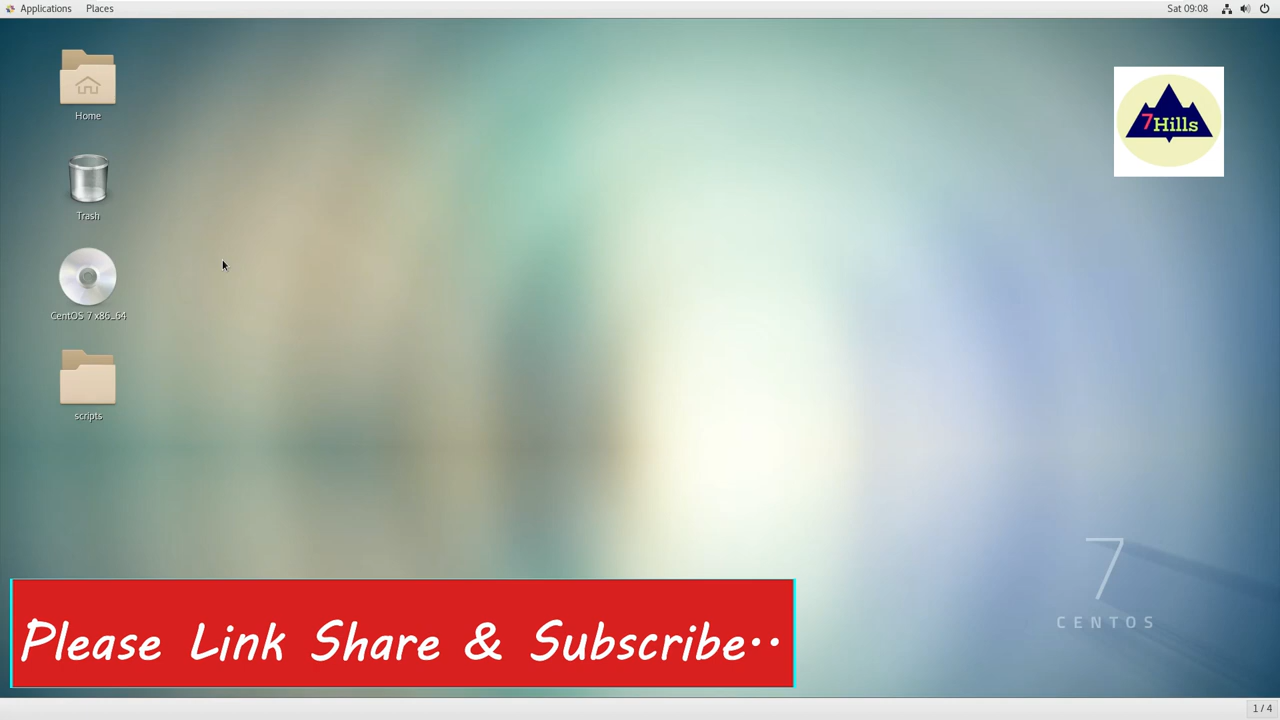 Applications Places Sat 09:08
Home
7Hills
Trash
CentOS 7 x86_64
scripts
7
CENTOS
Please Link Share & Subscribe..
1 / 4